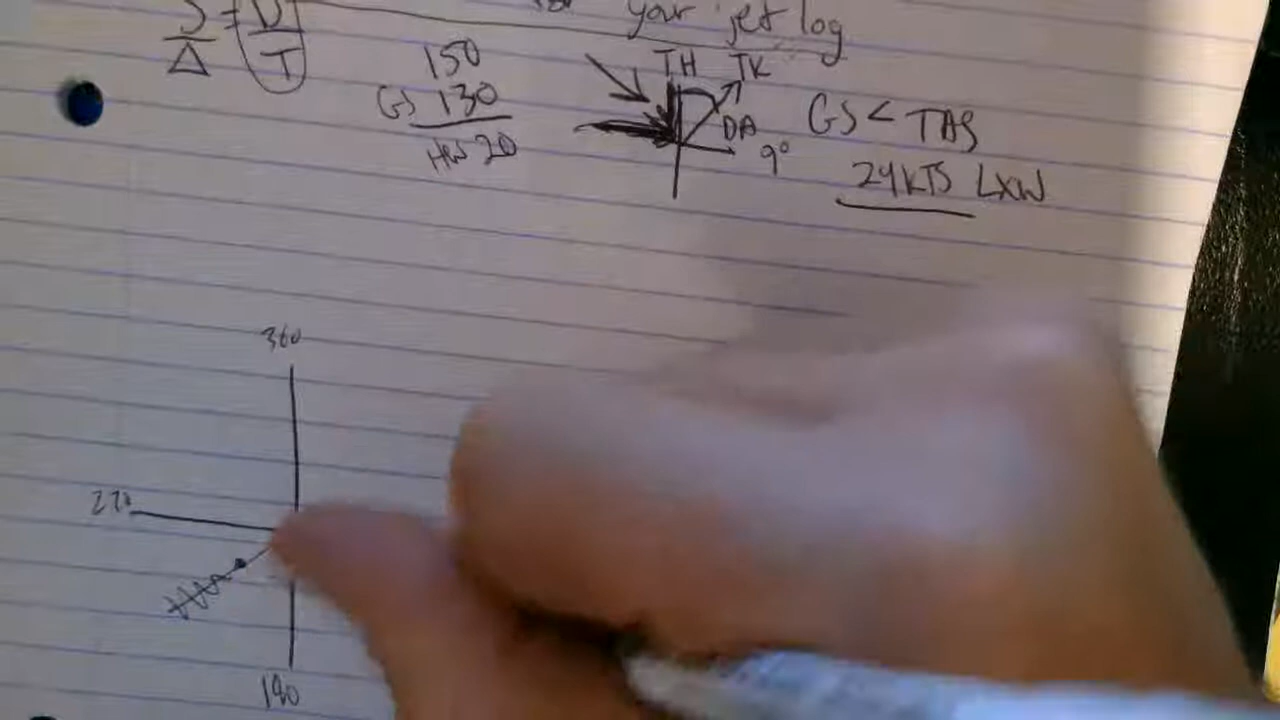 your jet log
S = D
Δ T
150
GS 130
HW 20
TH TK
DA
9°
GS < TAS
24KTS LXW
360
270
180